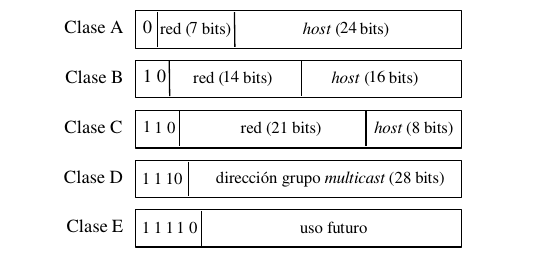 Clase A 0 red (7 bits) host (24 bits)
Clase B 1 0 red (14 bits) host (16 bits)
Clase C 1 1 0 red (21 bits) host (8 bits)
Clase D 1 1 10 dirección grupo multicast (28 bits)
Clase E 1 1 1 1 0 uso futuro